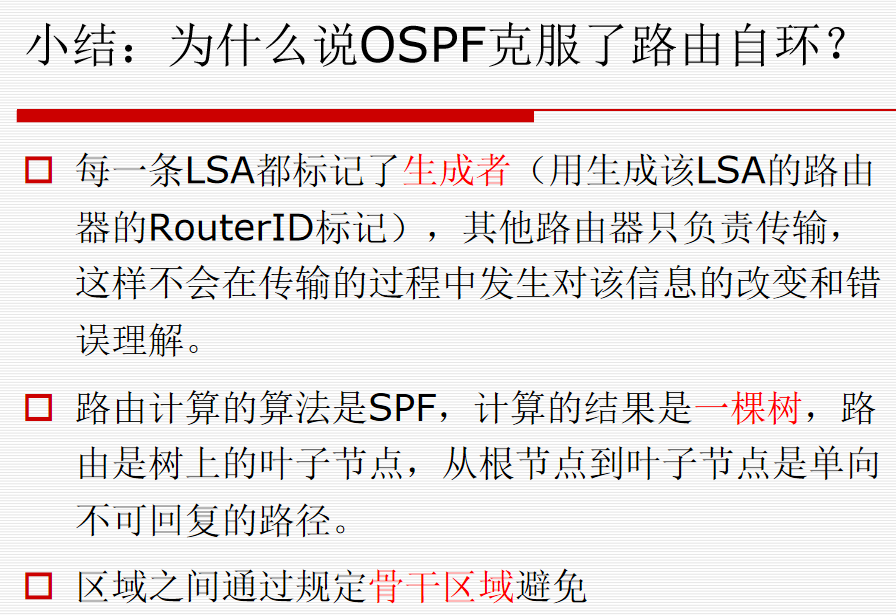 小结：为什么说OSPF克服了路由自环？
每一条LSA都标记了生成者（用生成该LSA的路由
器的RouterID标记），其他路由器只负责传输，
这样不会在传输的过程中发生对该信息的改变和错
误理解。
路由计算的算法是SPF，计算的结果是一棵树，路
由是树上的叶子节点，从根节点到叶子节点是单向
不可回复的路径。
区域之间通过规定骨干区域避免